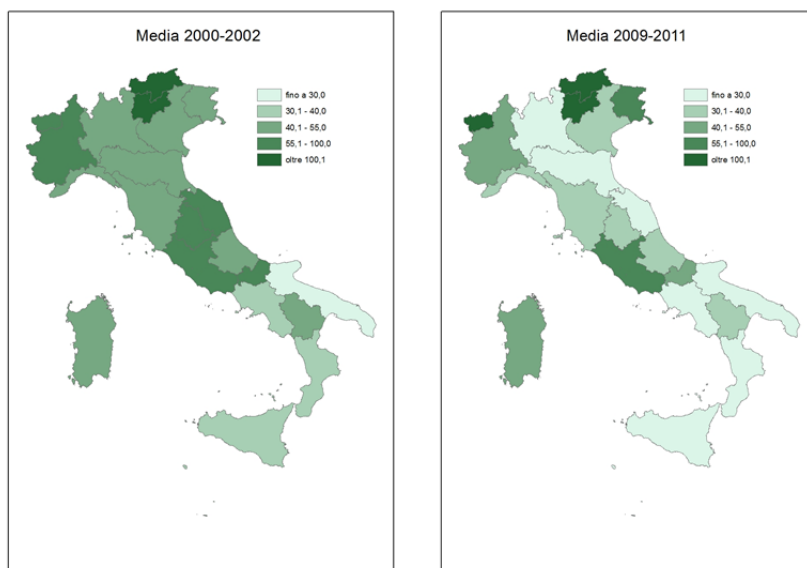 Media 2000-2002
fino a 30,0
30,1 - 40,0
40,1 - 55,0
55,1 - 100,0
oltre 100,1
Media 2009-2011
fino a 30,0
30,1 - 40,0
40,1 - 55,0
55,1 - 100,0
oltre 100,1